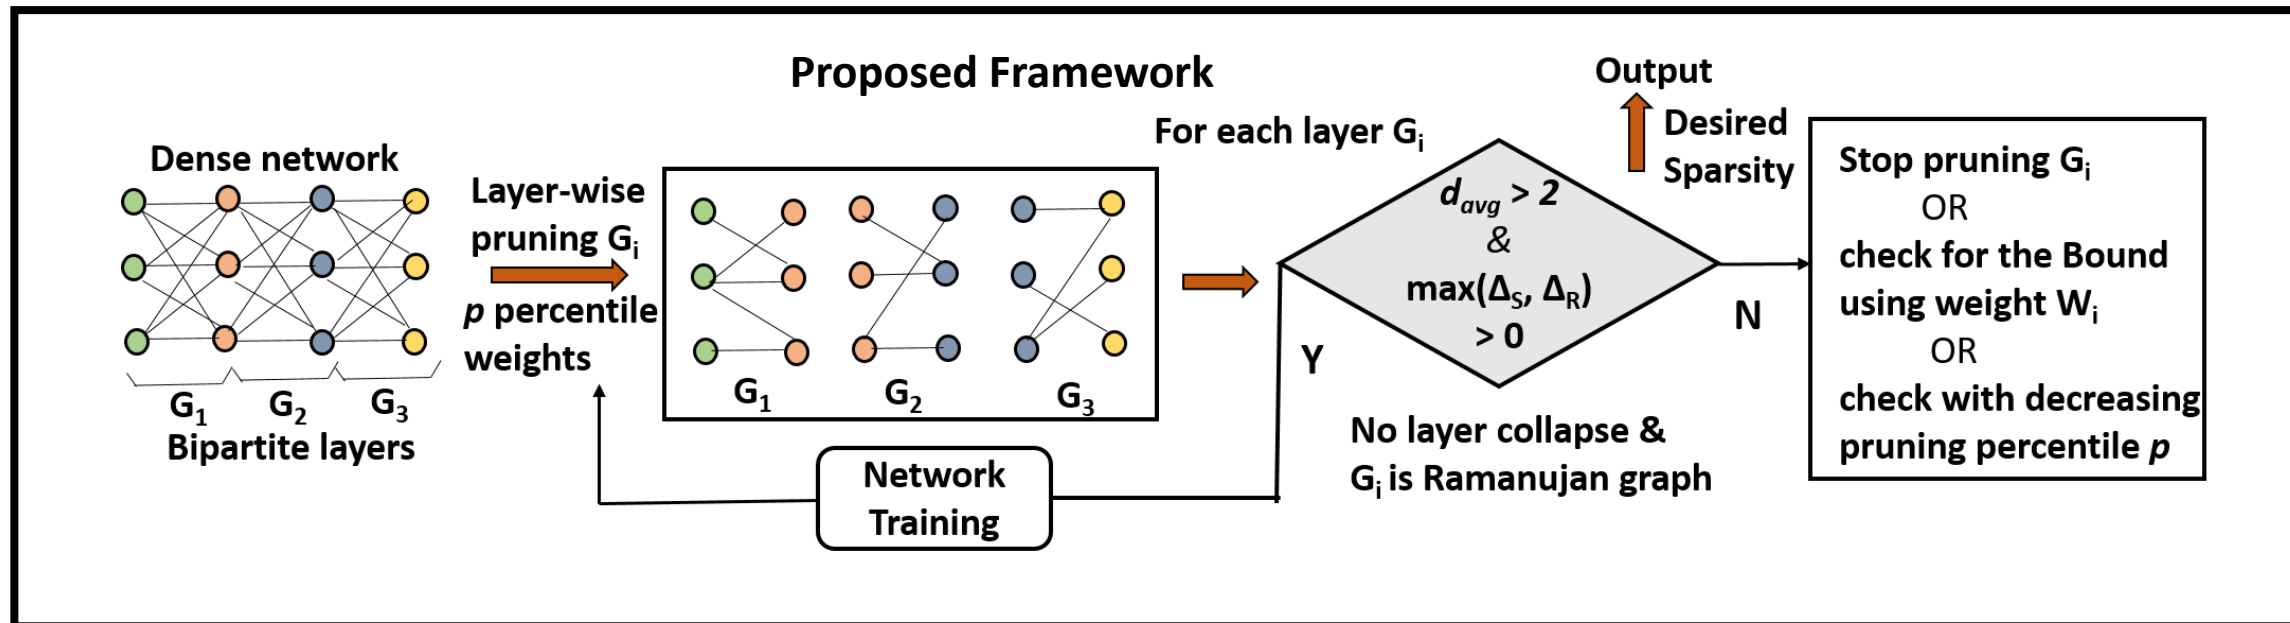 Proposed Framework
Dense network
G1
G2
G3
Bipartite layers
Layer-wise
pruning Gi
p percentile
weights
G1
G2
G3
Network
Training
For each layer Gi
davg > 2
&
max(ΔS, ΔR)
> 0
Y
N
No layer collapse &
Gi is Ramanujan graph
Output
Desired
Sparsity
Stop pruning Gi
OR
check for the Bound
using weight Wi
OR
check with decreasing
pruning percentile p